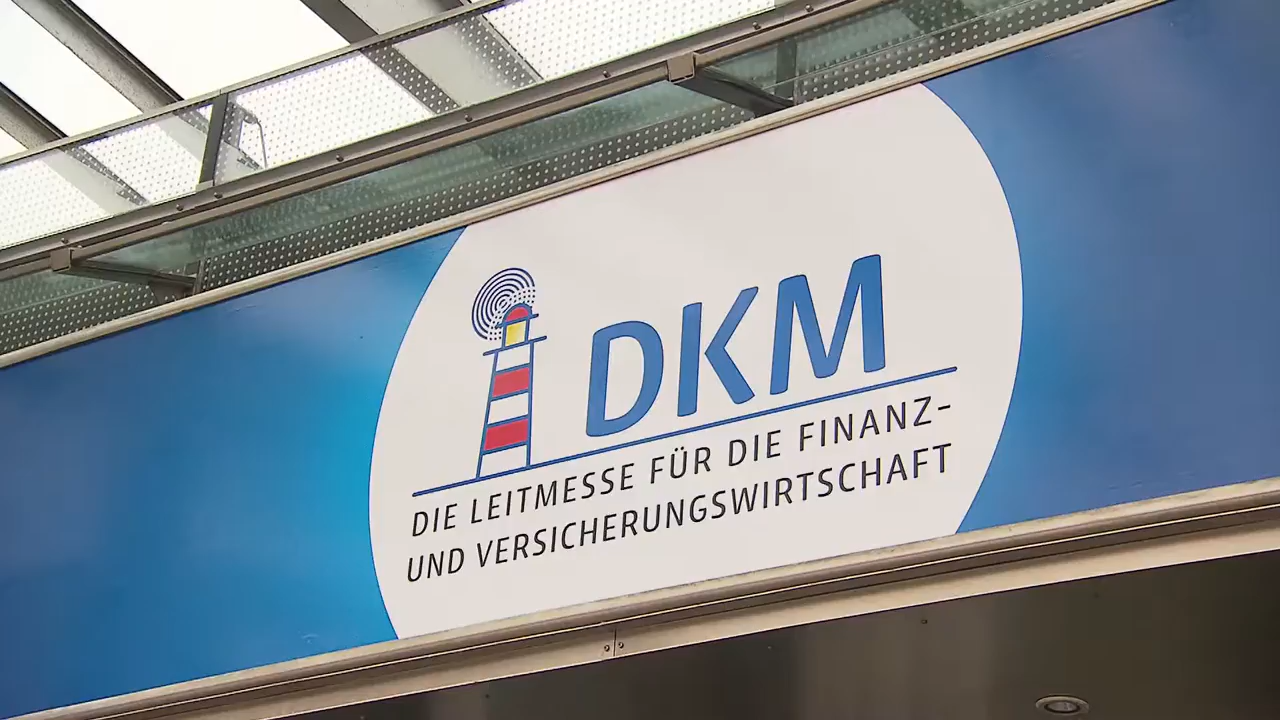 DKM
DIE LEITMESSE FÜR DIE FINANZ-
UND VERSICHERUNGSWIRTSCHAFT